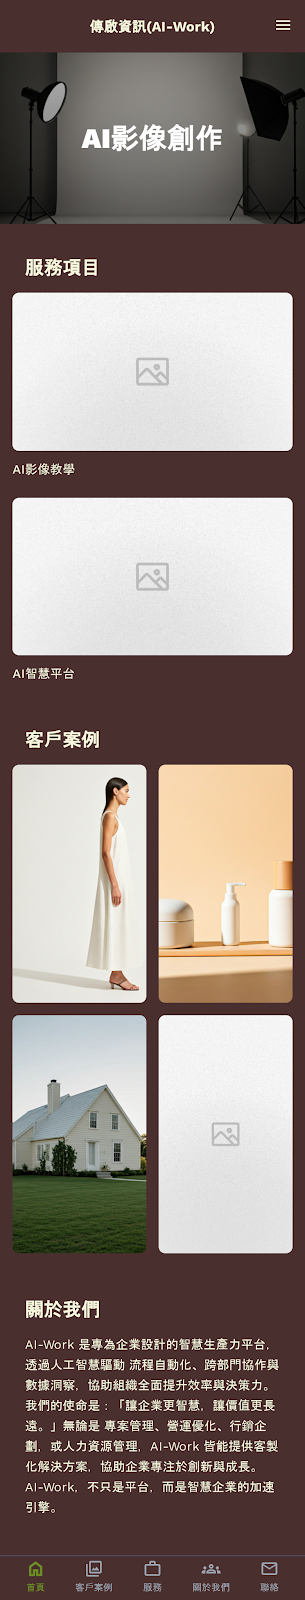 傳啟資訊(AI-Work)
AI影像創作
服務項目
AI影像教學
AI智慧平台
客戶案例
關於我們
AI-Work 是專為企業設計的智慧生產力平台，
透過人工智慧驅動 流程自動化、跨部門協作與
數據洞察，協助組織全面提升效率與決策力。
我們的使命是：「讓企業更智慧，讓價值更長
遠。」無論是 專案管理、營運優化、行銷企
劃，或人力資源管理，AI-Work 皆能提供客製
化解決方案，協助企業專注於創新與成長。
AI-Work，不只是平台，而是智慧企業的加速
引擎。
首頁 客戶案例 服務 關於我們 聯絡